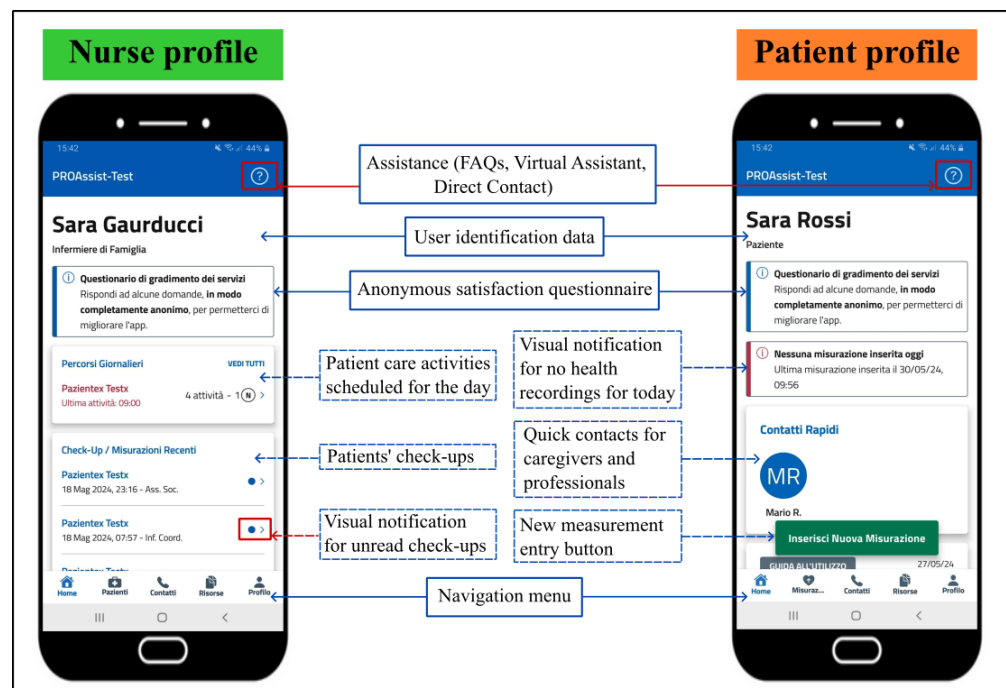 Nurse profile
Patient profile
15:42
44%
PROAssist-Test
Sara Gaurducci
Infermiere di Famiglia
Questionario di gradimento dei servizi
Rispondi ad alcune domande, in modo
completamente anonimo, per permetterci di
migliorare l'app.
Percorsi Giornalieri
VEDI TUTTI
Pazientex Testx
Ultima attività: 09:00
4 attività - 1 N
Check-Up / Misurazioni Recenti
Pazientex Testx
18 Mag 2024, 23:16 - Ass. Soc.
Pazientex Testx
18 Mag 2024, 07:57 - Inf. Coord.
Pazientex Testx
Home
Pazienti
Contatti
Risorse
Profilo
Assistance (FAQs, Virtual Assistant,
Direct Contact)
User identification data
Anonymous satisfaction questionnaire
Patient care activities
scheduled for the day
Visual notification
for no health
recordings for today
Patients' check-ups
Quick contacts for
caregivers and
professionals
Visual notification
for unread check-ups
New measurement
entry button
Navigation menu
15:42
44%
PROAssist-Test
Sara Rossi
Paziente
Questionario di gradimento dei servizi
Rispondi ad alcune domande, in modo
completamente anonimo, per permetterci di
migliorare l'app.
Nessuna misurazione inserita oggi
Ultima misurazione inserita il 30/05/24,
09:56
Contatti Rapidi
MR
Mario R.
Inserisci Nuova Misurazione
GUIDA ALL'UTILIZZO
27/05/24
Home
Misuraz...
Contatti
Risorse
Profilo